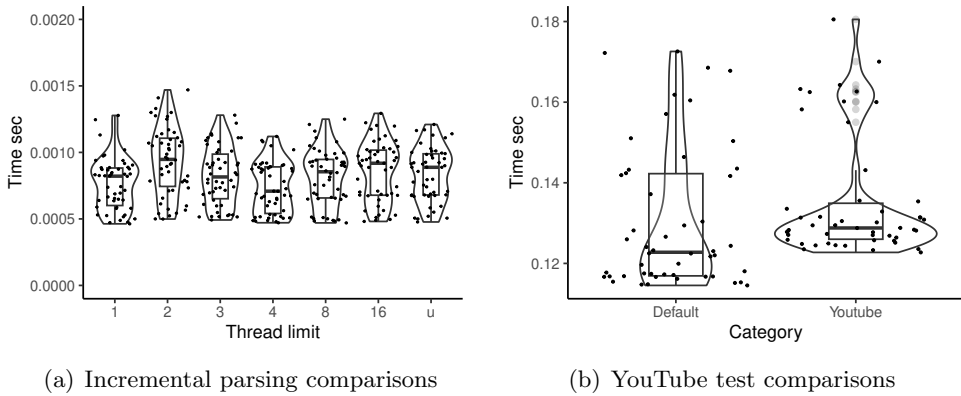 0.0020
0.0015
0.0010
0.0005
0.0000
Time sec
1 2 3 4 8 16 u
Thread limit
(a) Incremental parsing comparisons
0.18
0.16
0.14
0.12
Time sec
Default Youtube
Category
(b) YouTube test comparisons